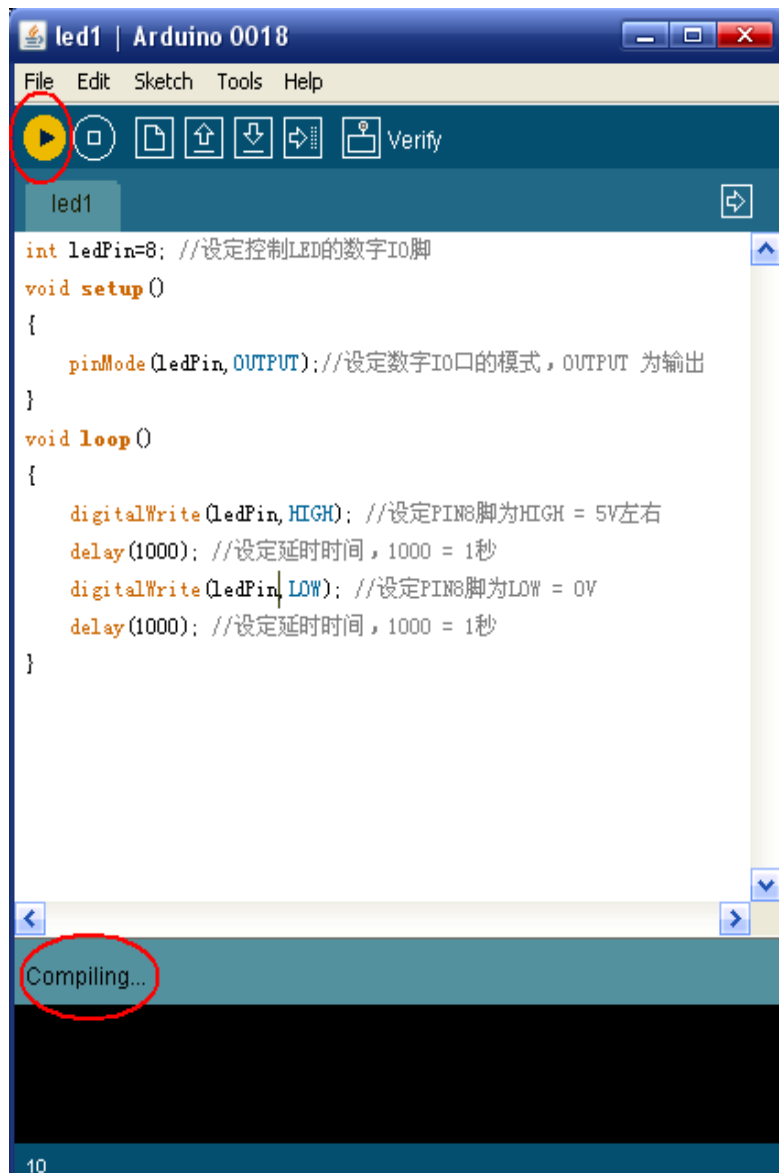 led1 | Arduino 0018
File Edit Sketch Tools Help
Verify
led1
int ledPin=8; //设定控制LED的数字IO脚
void setup()
{
pinMode(ledPin,OUTPUT);//设定数字IO口的模式，OUTPUT 为输出
}
void loop()
{
digitalWrite(ledPin,HIGH); //设定PIN8脚为HIGH = 5V左右
delay(1000); //设定延时时间，1000 = 1秒
digitalWrite(ledPin,LOW); //设定PIN8脚为LOW = 0V
delay(1000); //设定延时时间，1000 = 1秒
}
Compiling...
10